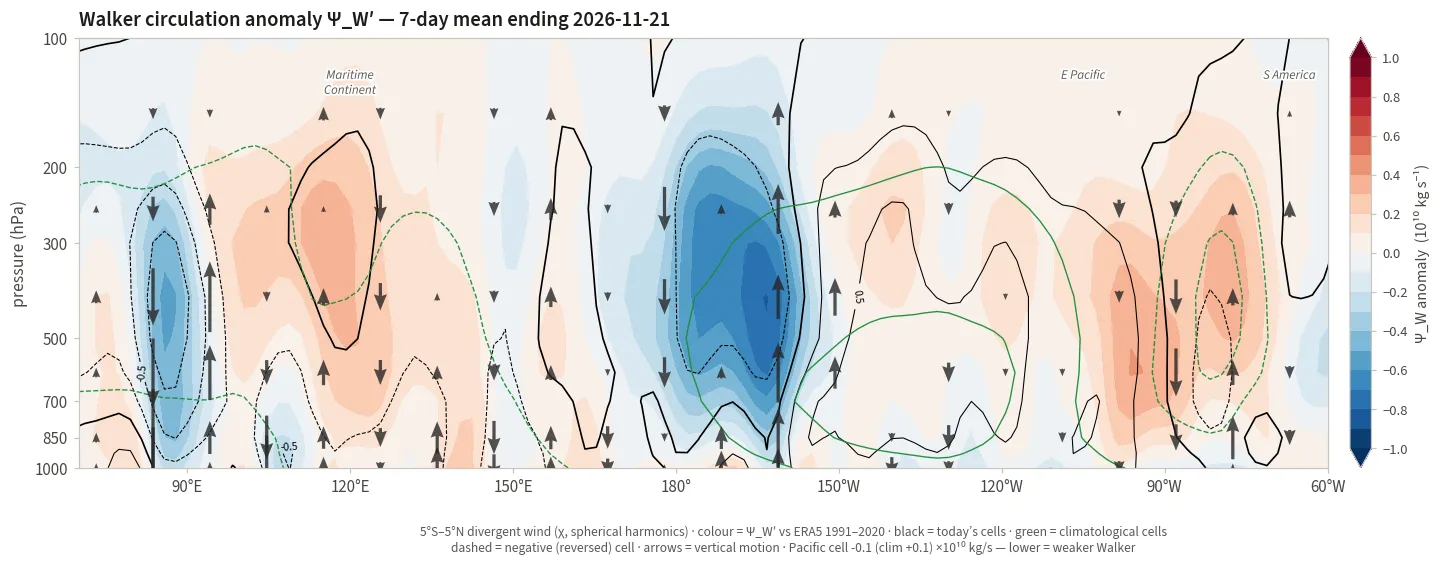 Walker circulation anomaly Ψ_W′ — 7-day mean ending 2026-11-21
Maritime
Continent
E Pacific
S America
100
200
300
500
700
850
1000
pressure (hPa)
-0.5
-0.5
0.5
90°E
120°E
150°E
180°
150°W
120°W
90°W
60°W
1.0
0.8
0.6
0.4
0.2
0.0
−0.2
−0.4
−0.6
−0.8
−1.0
Ψ_W anomaly (10¹⁰ kg s⁻¹)
5°S–5°N divergent wind (χ, spherical harmonics) · colour = Ψ_W′ vs ERA5 1991–2020 · black = today's cells · green = climatological cells
dashed = negative (reversed) cell · arrows = vertical motion · Pacific cell -0.1 (clim +0.1) ×10¹⁰ kg/s — lower = weaker Walker